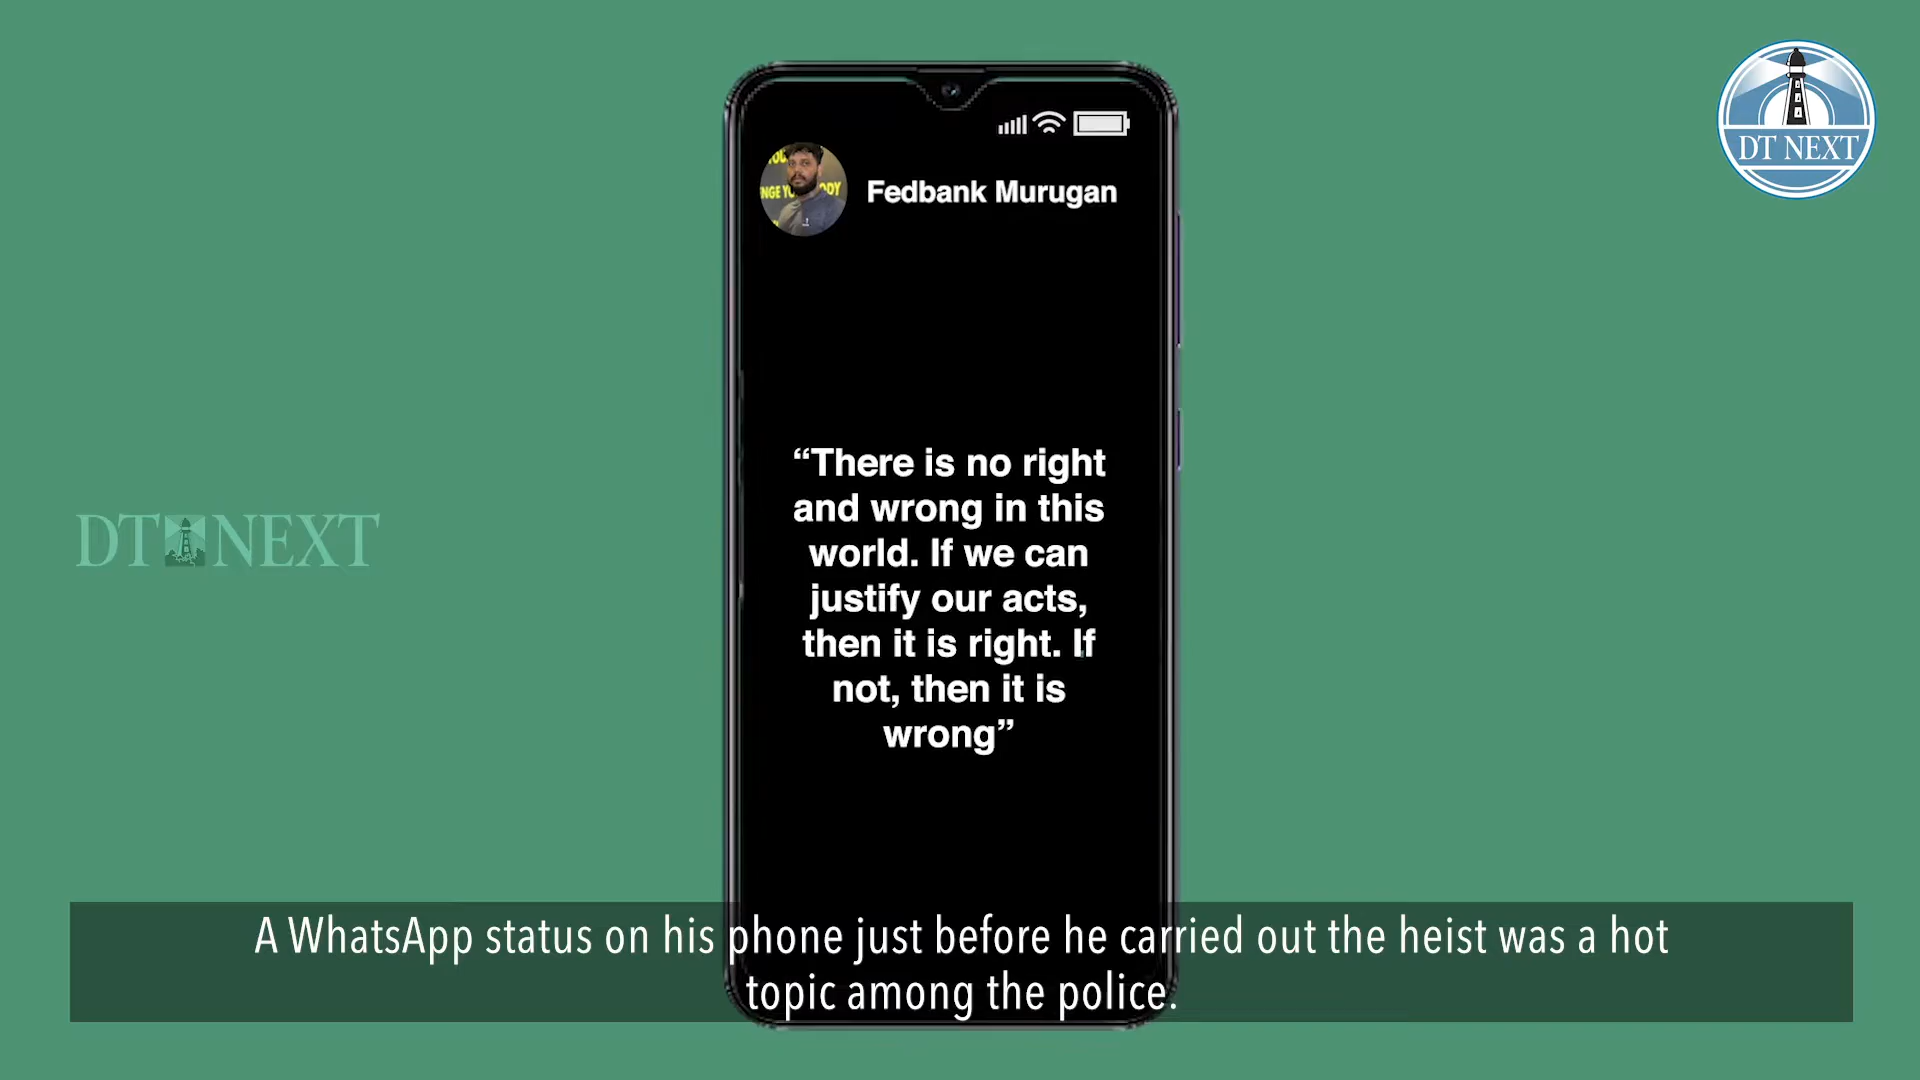 DT NEXT
Fedbank Murugan
“There is no right
and wrong in this
world. If we can
justify our acts,
then it is right. If
not, then it is
wrong”
DT NEXT
A WhatsApp status on his phone just before he carried out the heist was a hot
topic among the police.